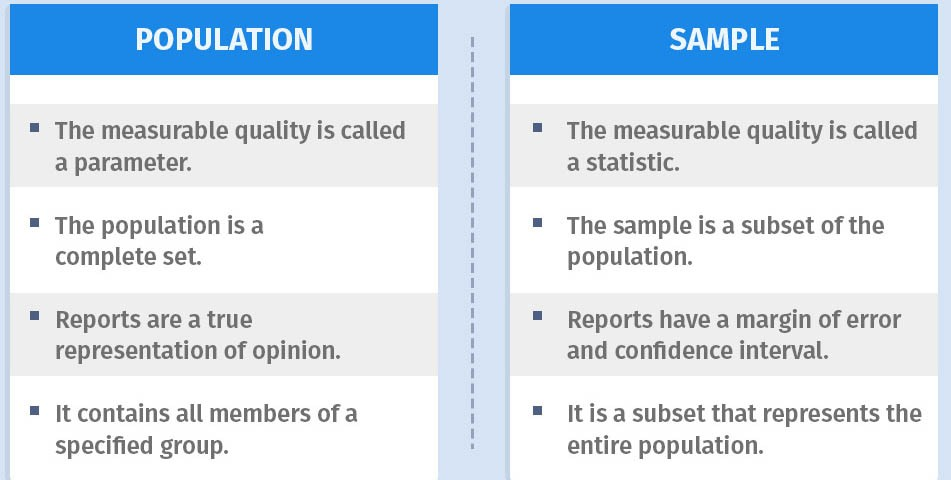 POPULATION
The measurable quality is called
a parameter.
The population is a
complete set.
Reports are a true
representation of opinion.
It contains all members of a
specified group.
SAMPLE
The measurable quality is called
a statistic.
The sample is a subset of the
population.
Reports have a margin of error
and confidence interval.
It is a subset that represents the
entire population.